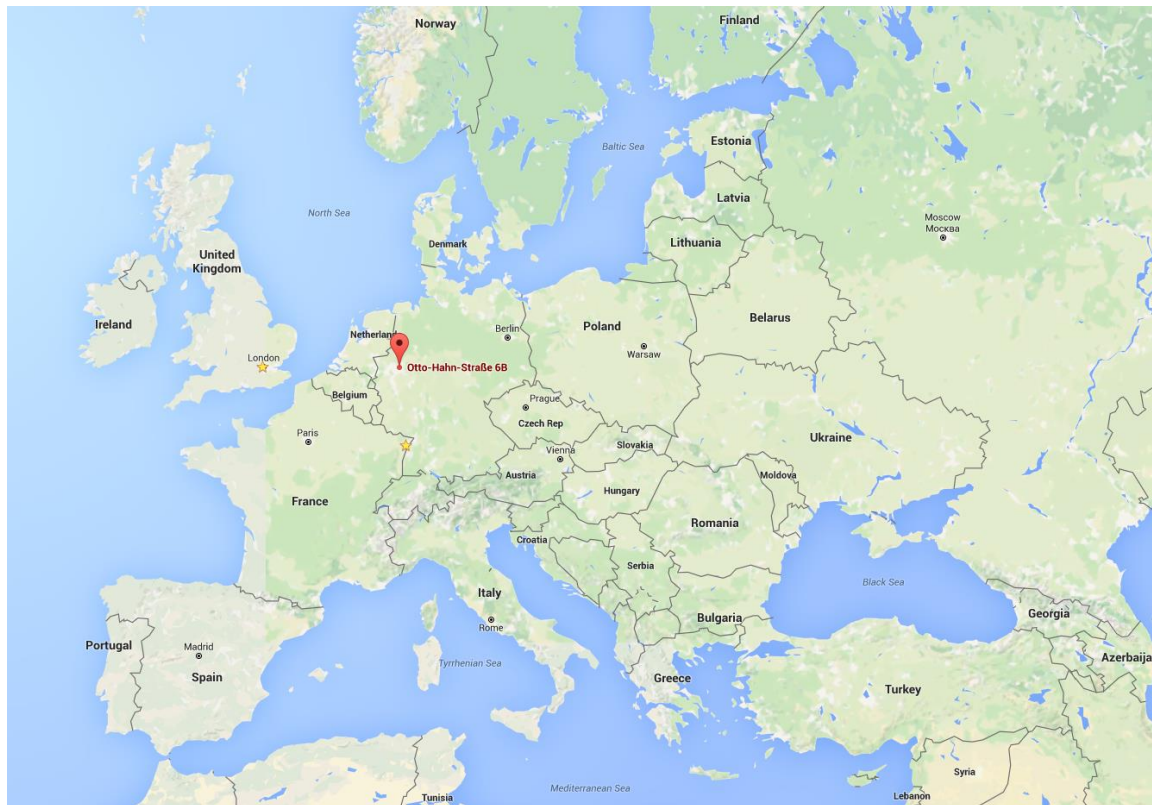 Norway
Finland
Estonia
Baltic Sea
Latvia
North Sea
Moscow
Москва
Denmark
Lithuania
United
Kingdom
Ireland
Belarus
Netherland
Berlin
Poland
Warsaw
London
Otto-Hahn-Straße 6B
Belgium
Prague
Czech Rep
Paris
Ukraine
Slovakia
Vienna
Austria
Moldova
Hungary
France
Romania
Croatia
Serbia
Black Sea
Italy
Rome
Bulgaria
Georgia
Portugal
Madrid
Spain
Tyrrhenian Sea
Azerbaija
Greece
Turkey
Syria
Mediterranean Sea
Tunisia
Lebanon